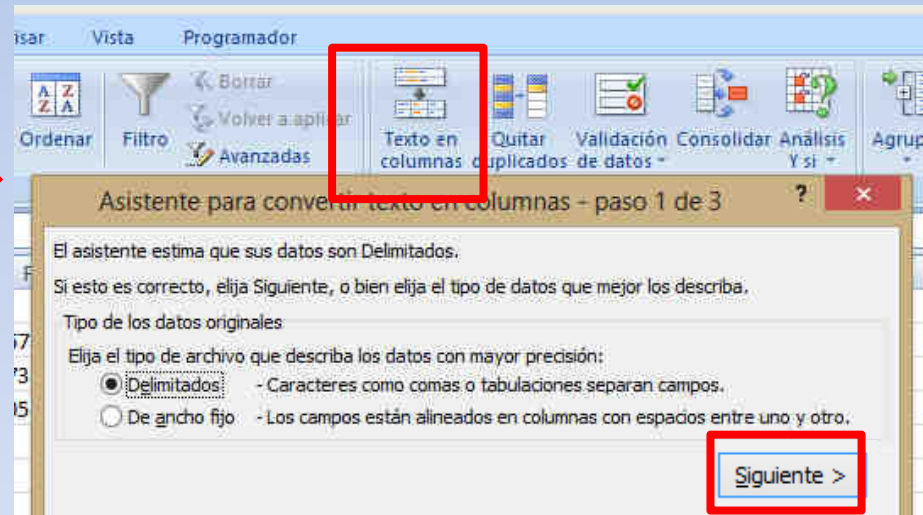 isar Vista Programador
Borrar
Volver a aplicar
Ordenar Filtro Avanzadas
Texto en columnas
Quitar duplicados
Validación de datos
Consolidar
Análisis Y si
Agrup
Asistente para convertir texto en columnas - paso 1 de 3 ?
El asistente estima que sus datos son Delimitados.
Si esto es correcto, elija Siguiente, o bien elija el tipo de datos que mejor los describa.
Tipo de los datos originales
Elija el tipo de archivo que describa los datos con mayor precisión:
Delimitados - Caracteres como comas o tabulaciones separan campos.
De ancho fijo - Los campos están alineados en columnas con espacios entre uno y otro.
Siguiente >